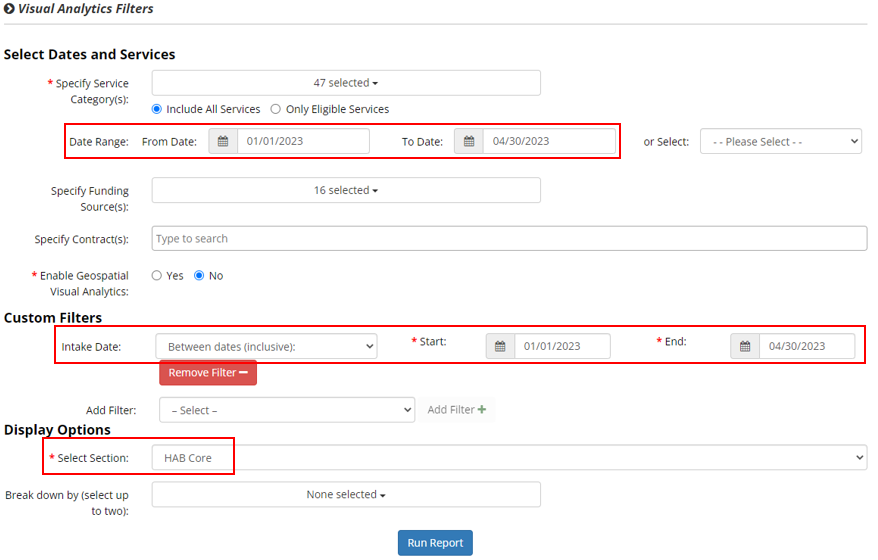 Visual Analytics Filters
Select Dates and Services
* Specify Service Category(s):
47 selected
Include All Services Only Eligible Services
Date Range: From Date: 01/01/2023 To Date: 04/30/2023 or Select: - - Please Select - -
Specify Funding Source(s):
16 selected
Specify Contract(s): Type to search
* Enable Geospatial Visual Analytics:
Yes No
Custom Filters
Intake Date: Between dates (inclusive): * Start: 01/01/2023 * End: 04/30/2023
Remove Filter −
Add Filter: – Select – Add Filter +
Display Options
* Select Section: HAB Core
Break down by (select up to two):
None selected
Run Report